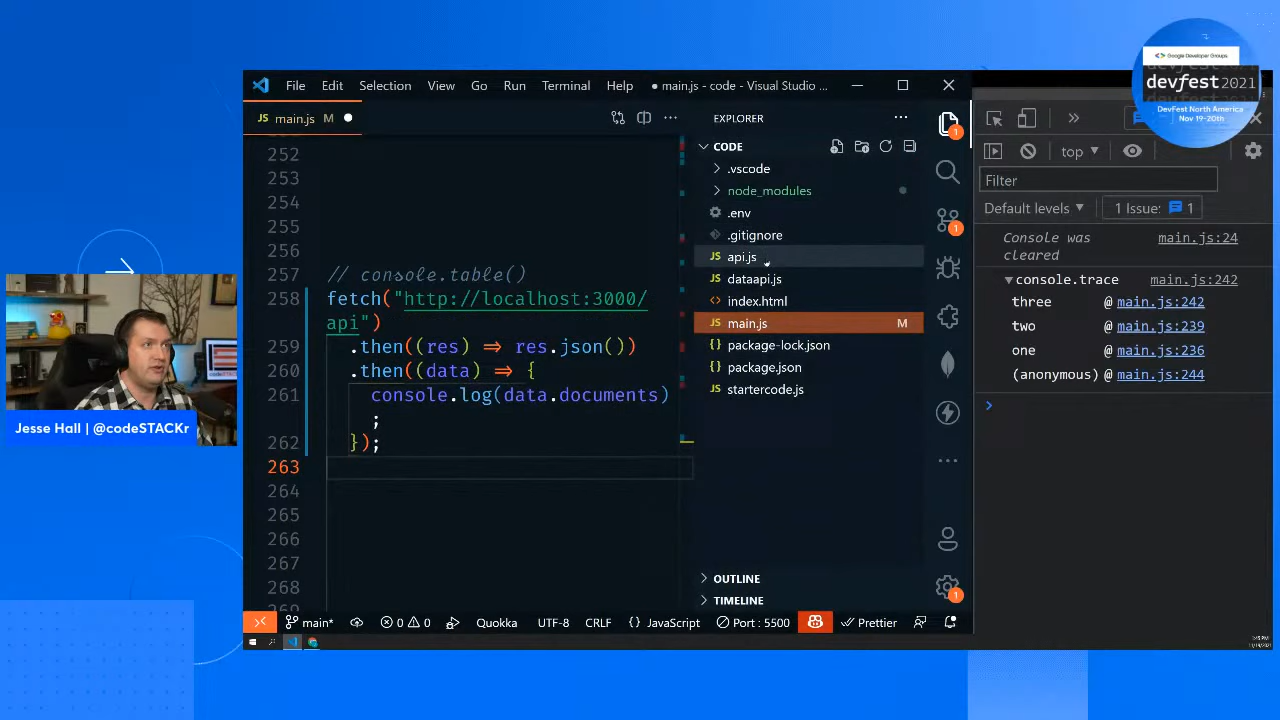 <> Google Developer Groups
devfest 2021
DevFest North America
Nov 19-20th
File Edit Selection View Go Run Terminal Help ● main.js - code - Visual Studio ...
JS main.js M ●
252
253
254
255
256
257 // console.table()
258 fetch("http://localhost:3000/
api")
259 .then((res) => res.json())
260 .then((data) => {
261 console.log(data.documents)
;
262 });
263
264
265
266
267
268
EXPLORER
CODE
.vscode
node_modules
.env
.gitignore
JS api.js
JS dataapi.js
<> index.html
JS main.js M
{} package-lock.json
{} package.json
JS startercode.js
OUTLINE
TIMELINE
1
1
1
top
Filter
Default levels 1 Issue: 1
Console was main.js:24
cleared
console.trace main.js:242
three @ main.js:242
two @ main.js:239
one @ main.js:236
(anonymous) @ main.js:244
Jesse Hall | @codeSTACKr
main* 0 0 Quokka UTF-8 CRLF {} JavaScript Port : 5500 Prettier